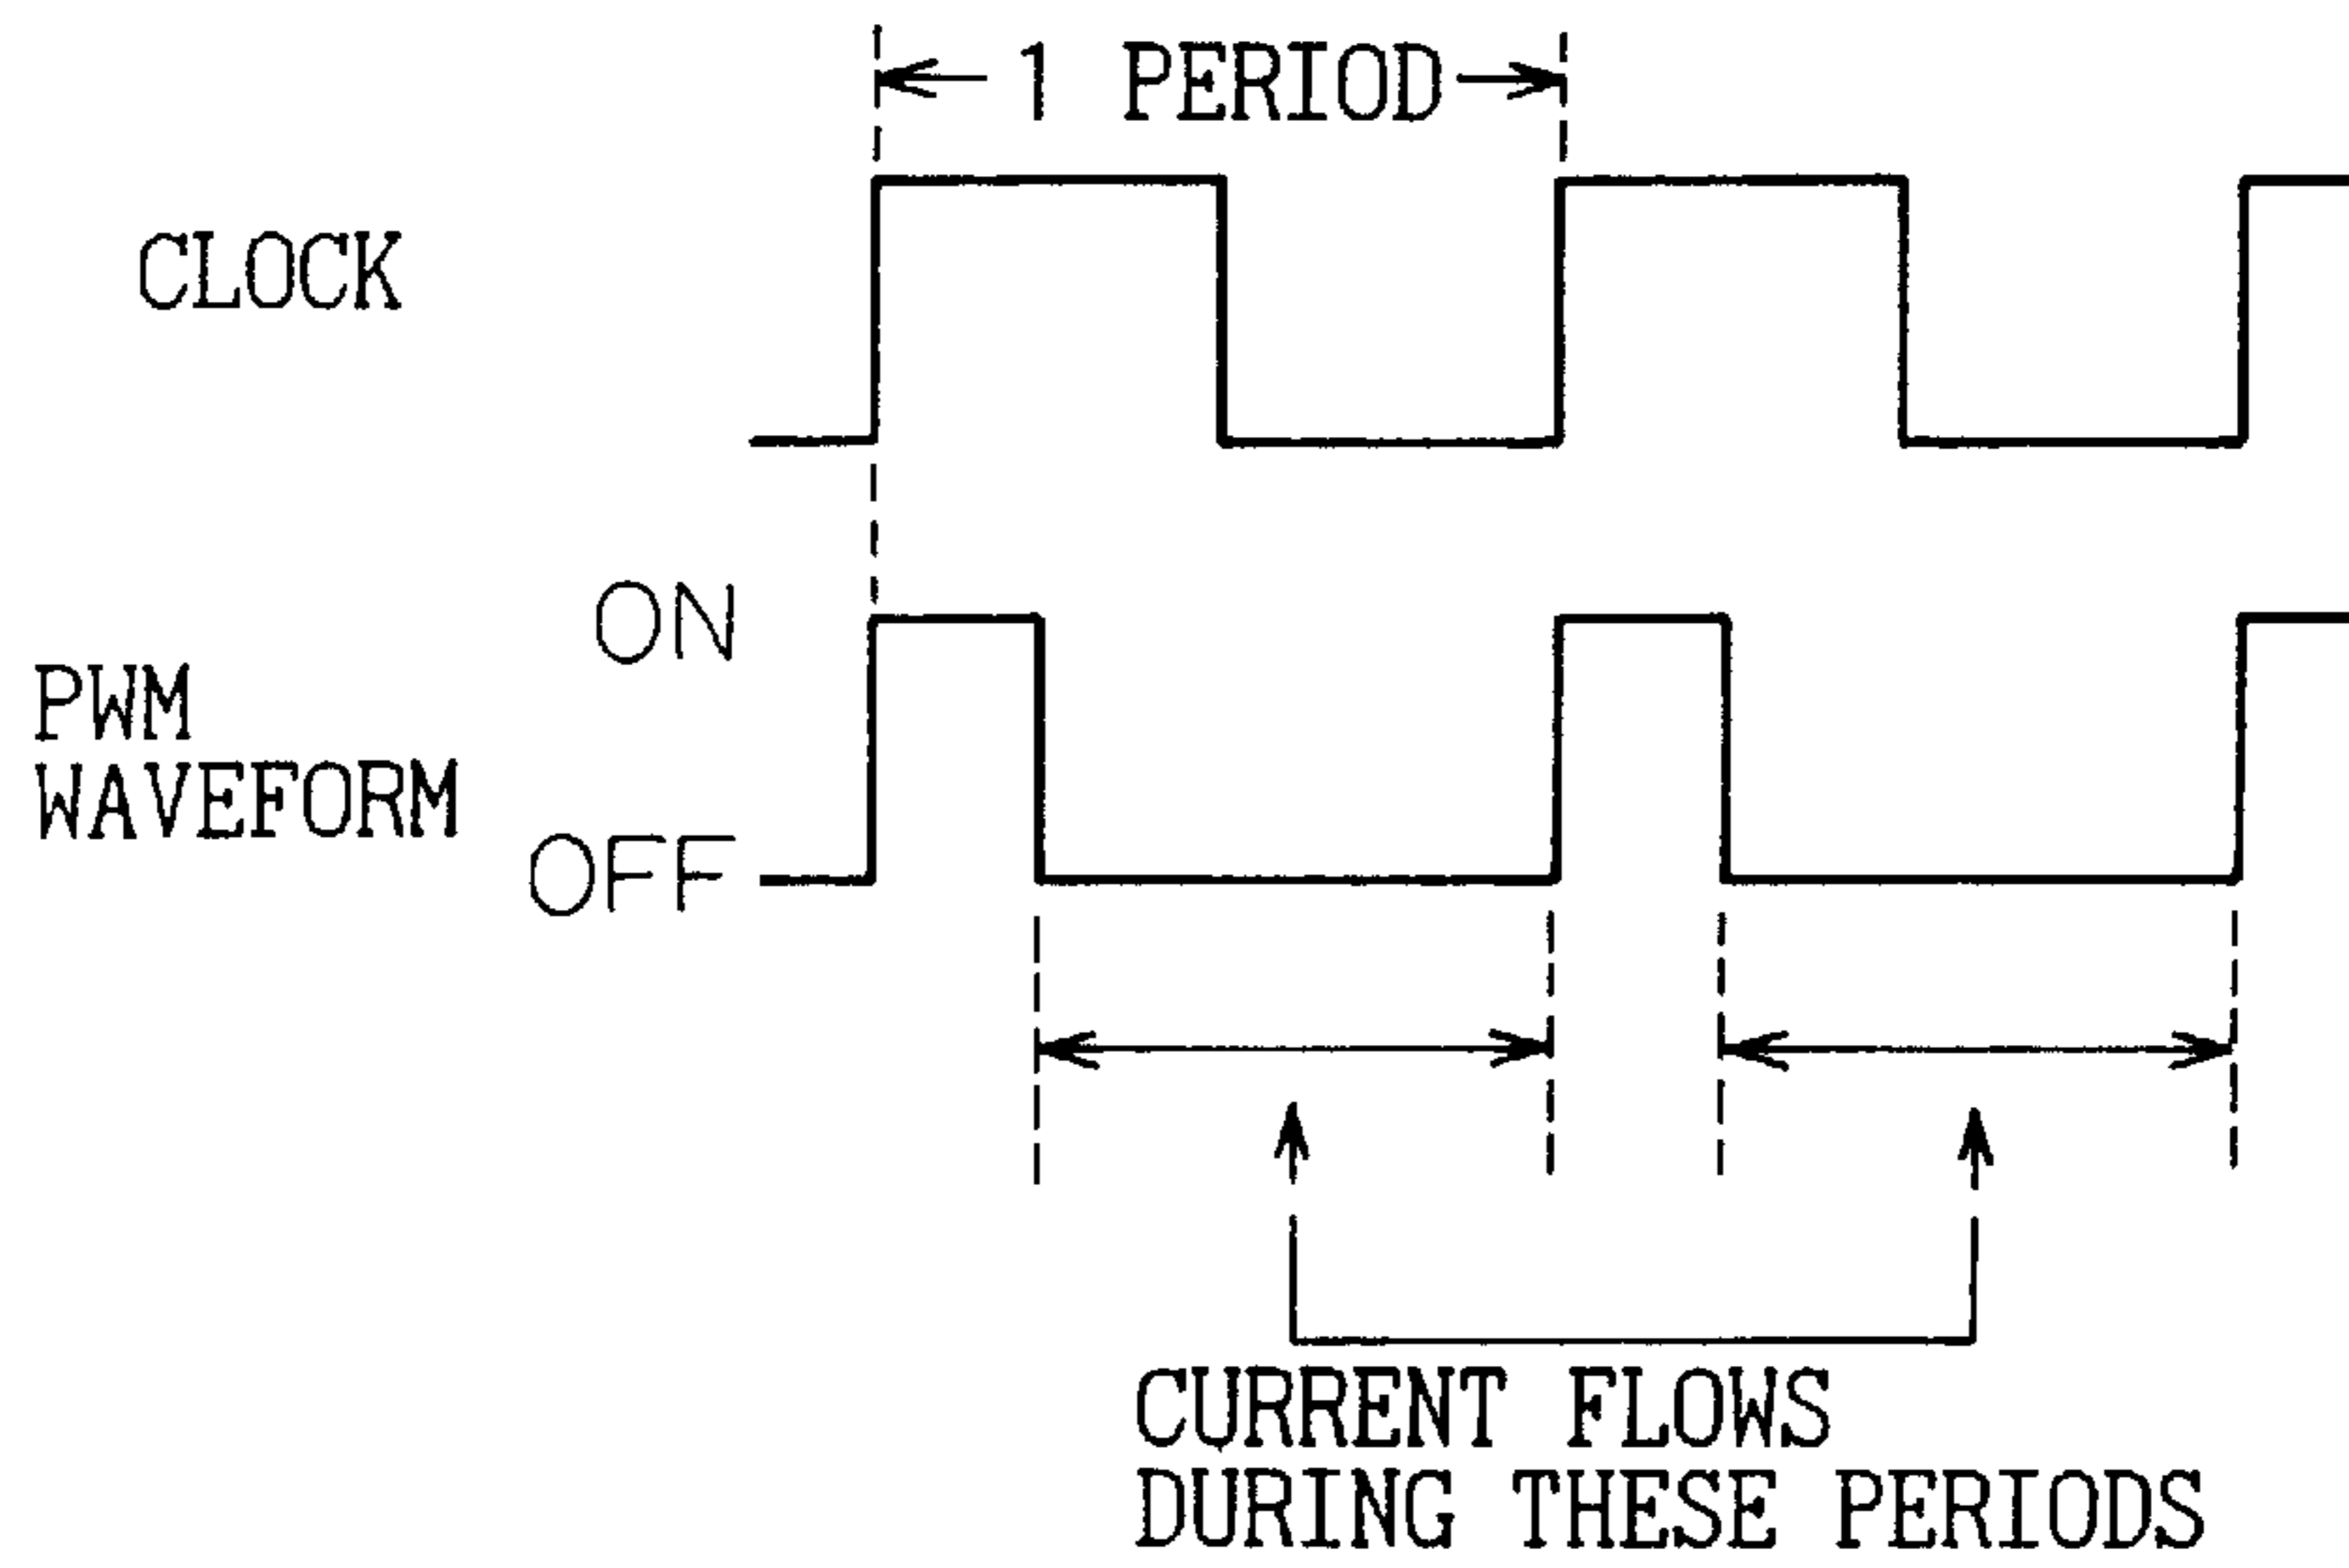 1 PERIOD
CLOCK
ON
PWM
WAVEFORM
OFF
CURRENT FLOWS
DURING THESE PERIODS